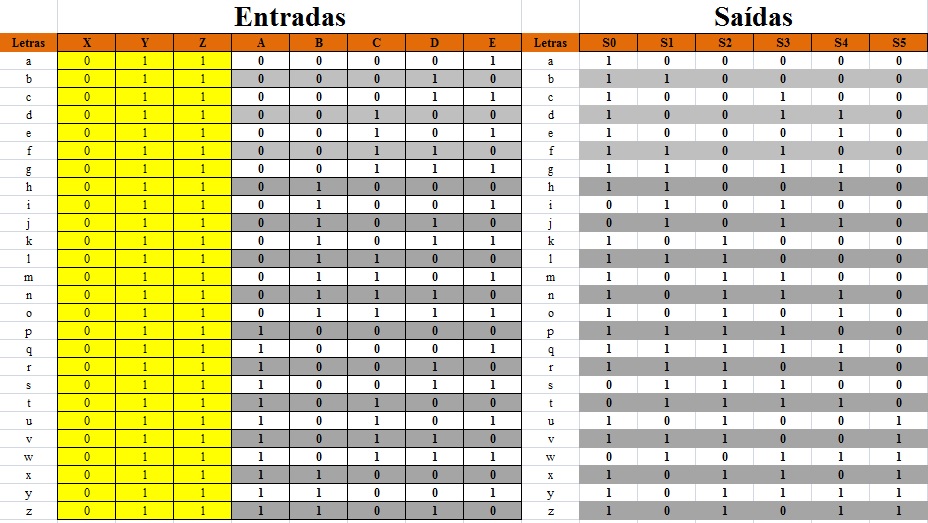 Entradas Saídas
Letras X Y Z A B C D E Letras S0 S1 S2 S3 S4 S5
a 0 1 1 0 0 0 0 1 a 1 0 0 0 0 0
b 0 1 1 0 0 0 1 0 b 1 1 0 0 0 0
c 0 1 1 0 0 0 1 1 c 1 0 0 1 0 0
d 0 1 1 0 0 1 0 0 d 1 0 0 1 1 0
e 0 1 1 0 0 1 0 1 e 1 0 0 0 1 0
f 0 1 1 0 0 1 1 0 f 1 1 0 1 0 0
g 0 1 1 0 0 1 1 1 g 1 1 0 1 1 0
h 0 1 1 0 1 0 0 0 h 1 1 0 0 1 0
i 0 1 1 0 1 0 0 1 i 0 1 0 1 0 0
j 0 1 1 0 1 0 1 0 j 0 1 0 1 1 0
k 0 1 1 0 1 0 1 1 k 1 0 1 0 0 0
l 0 1 1 0 1 1 0 0 l 1 1 1 0 0 0
m 0 1 1 0 1 1 0 1 m 1 0 1 1 0 0
n 0 1 1 0 1 1 1 0 n 1 0 1 1 1 0
o 0 1 1 0 1 1 1 1 o 1 0 1 0 1 0
p 0 1 1 1 0 0 0 0 p 1 1 1 1 0 0
q 0 1 1 1 0 0 0 1 q 1 1 1 1 1 0
r 0 1 1 1 0 0 1 0 r 1 1 1 0 1 0
s 0 1 1 1 0 0 1 1 s 0 1 1 1 0 0
t 0 1 1 1 0 1 0 0 t 0 1 1 1 1 0
u 0 1 1 1 0 1 0 1 u 1 0 1 0 0 1
v 0 1 1 1 0 1 1 0 v 1 1 1 0 0 1
w 0 1 1 1 0 1 1 1 w 0 1 0 1 1 1
x 0 1 1 1 1 0 0 0 x 1 0 1 1 0 1
y 0 1 1 1 1 0 0 1 y 1 0 1 1 1 1
z 0 1 1 1 1 0 1 0 z 1 0 1 0 1 1